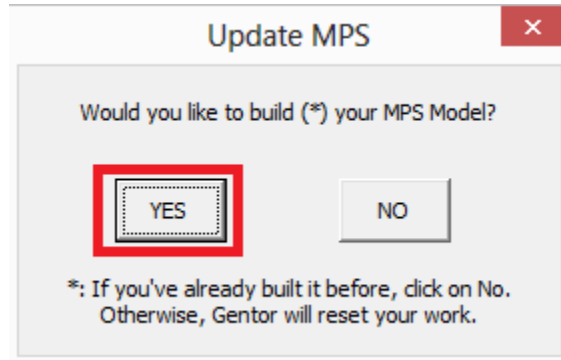 Update MPS
Would you like to build (*) your MPS Model?
YES
NO
*: If you've already built it before, click on No.
Otherwise, Gentor will reset your work.